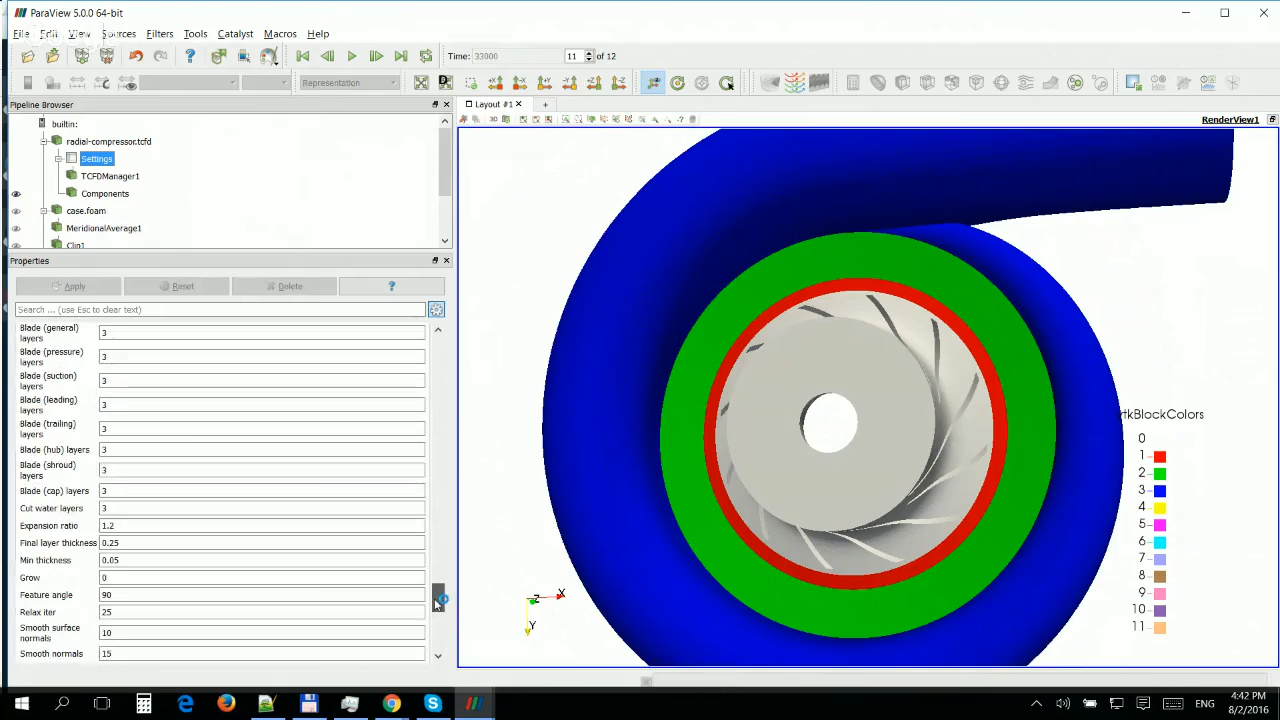 ParaView 5.0.0 64-bit
File Edit View Sources Filters Tools Catalyst Macros Help
Time: 33000 11 of 12
Representation
Pipeline Browser
Layout #1
builtin:
3D
RenderView1
radial-compressor.tcfd
Settings
TCFDManager1
Components
case.foam
MeridionalAverage1
Clip1
Properties
Apply Reset Delete ?
Search ... (use Esc to clear text)
Blade (general) layers 3
Blade (pressure) layers 3
Blade (suction) layers 3
Blade (leading) layers 3
Blade (trailing) layers 3
Blade (hub) layers 3
Blade (shroud) layers 3
Blade (cap) layers 3
Cut water layers 3
Expansion ratio 1.2
Final layer thickness 0.25
Min thickness 0.05
Grow 0
Feature angle 90
Relax iter 25
Smooth surface normals 10
Smooth normals 15
X
Z
Y
tkBlockColors
0
1
2
3
4
5
6
7
8
9
10
11
ENG
4:42 PM
8/2/2016